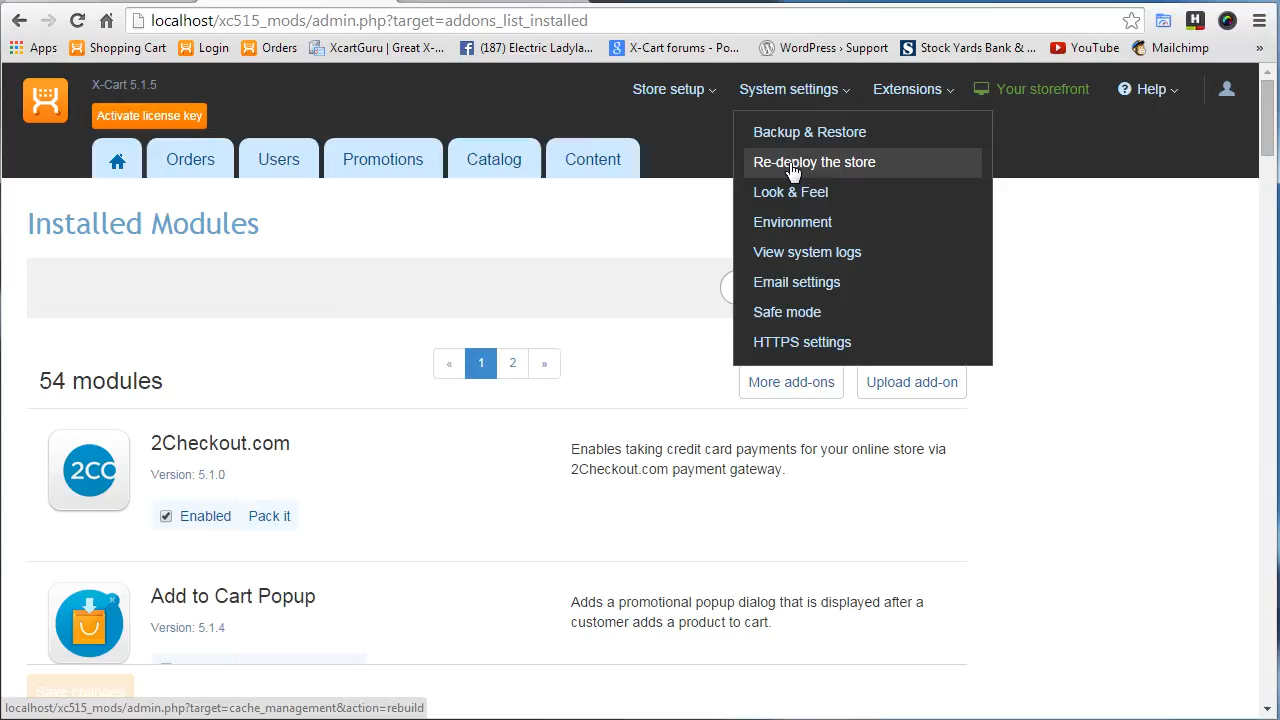 localhost/xc515_mods/admin.php?target=addons_list_installed
Apps Shopping Cart Login Orders XcartGuru | Great X-... (187) Electric Ladyla... X-Cart forums? - Po... WordPress › Support Stock Yards Bank & ... YouTube Mailchimp »
X-Cart 5.1.5
Activate license key
Store setup System settings Extensions Your storefront Help
Orders Users Promotions Catalog Content
Backup & Restore
Re-deploy the store
Look & Feel
Environment
View system logs
Email settings
Safe mode
HTTPS settings
Installed Modules
« 1 2 »
54 modules
More add-ons Upload add-on
2CO
2Checkout.com
Version: 5.1.0
Enabled Pack it
Enables taking credit card payments for your online store via
2Checkout.com payment gateway.
Add to Cart Popup
Version: 5.1.4
Adds a promotional popup dialog that is displayed after a
customer adds a product to cart.
Save changes
localhost/xc515_mods/admin.php?target=cache_management&action=rebuild